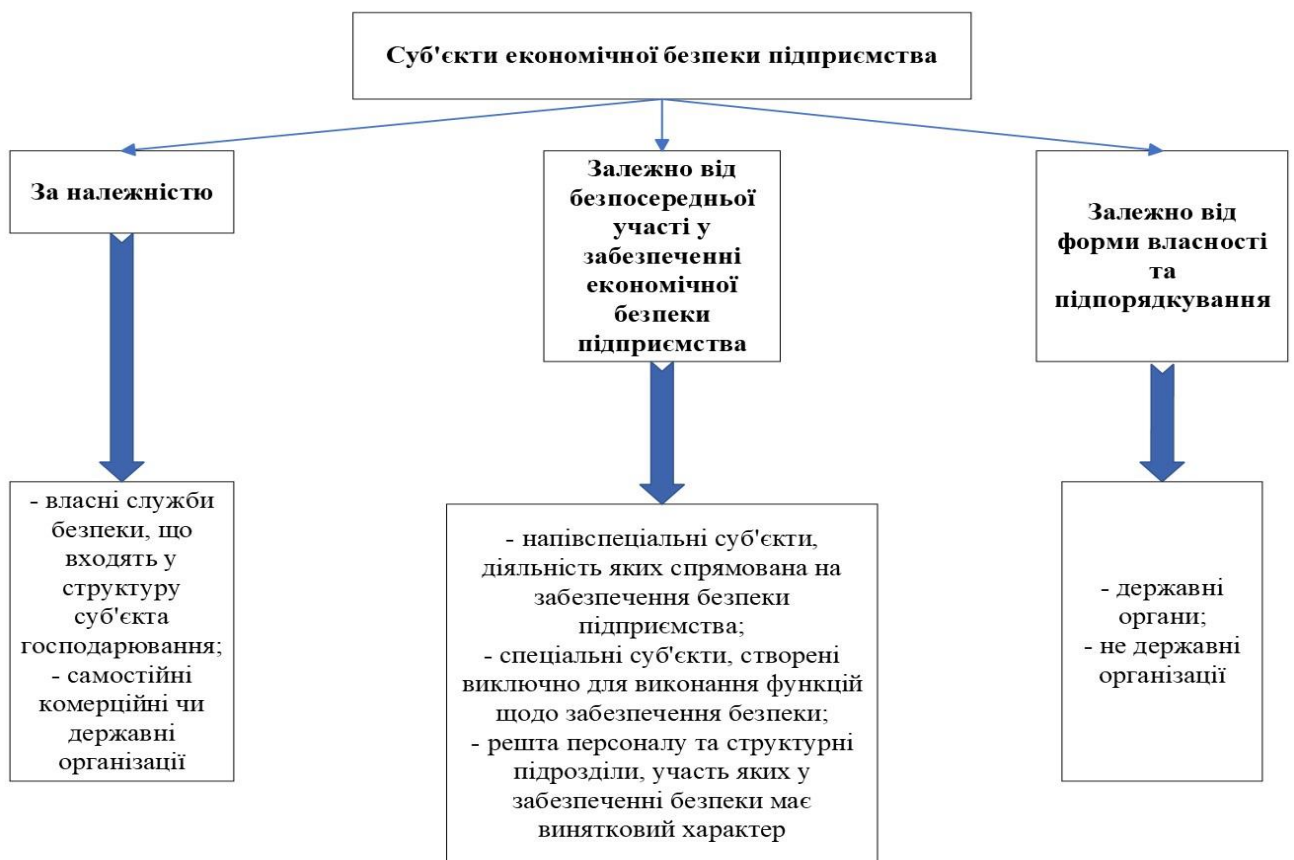 Суб'єкти економічної безпеки підприємства
За належністю
Залежно від
безпосередньої
участі у
забезпеченні
економічної
безпеки
підприємства
Залежно від
форми власності
та
підпорядкування
- власні служби
безпеки, що
входять у
структуру
суб'єкта
господарювання;
- самостійні
комерційні чи
державні
організації
- напівспеціальні суб'єкти,
діяльність яких спрямована на
забезпечення безпеки
підприємства;
- спеціальні суб'єкти, створені
виключно для виконання функцій
щодо забезпечення безпеки;
- решта персоналу та структурні
підрозділи, участь яких у
забезпеченні безпеки має
винятковий характер
- державні
органи;
- не державні
організації